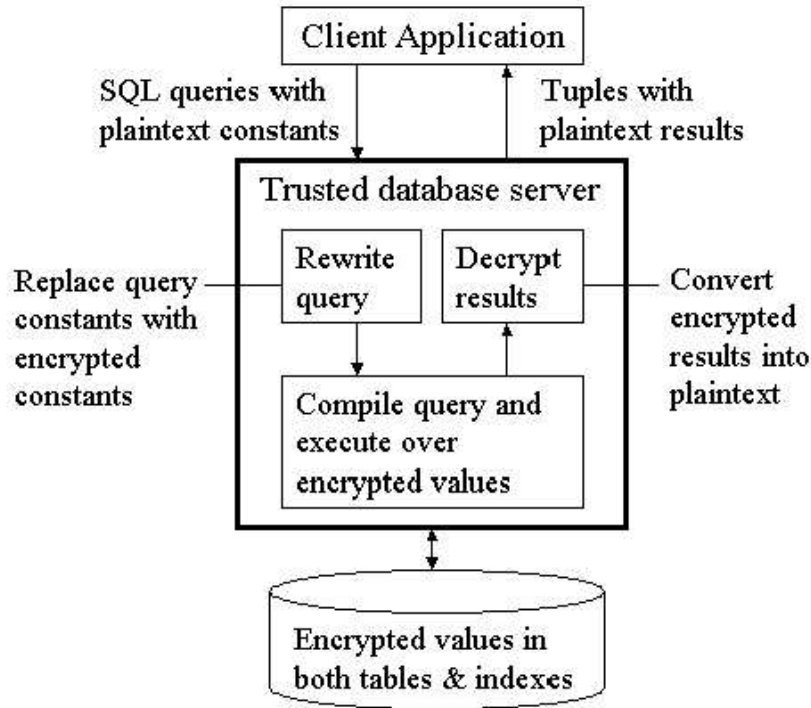 Client Application
SQL queries with
plaintext constants
Tuples with
plaintext results
Trusted database server
Rewrite
query
Decrypt
results
Replace query
constants with
encrypted
constants
Convert
encrypted
results into
plaintext
Compile query and
execute over
encrypted values
Encrypted values in
both tables & indexes